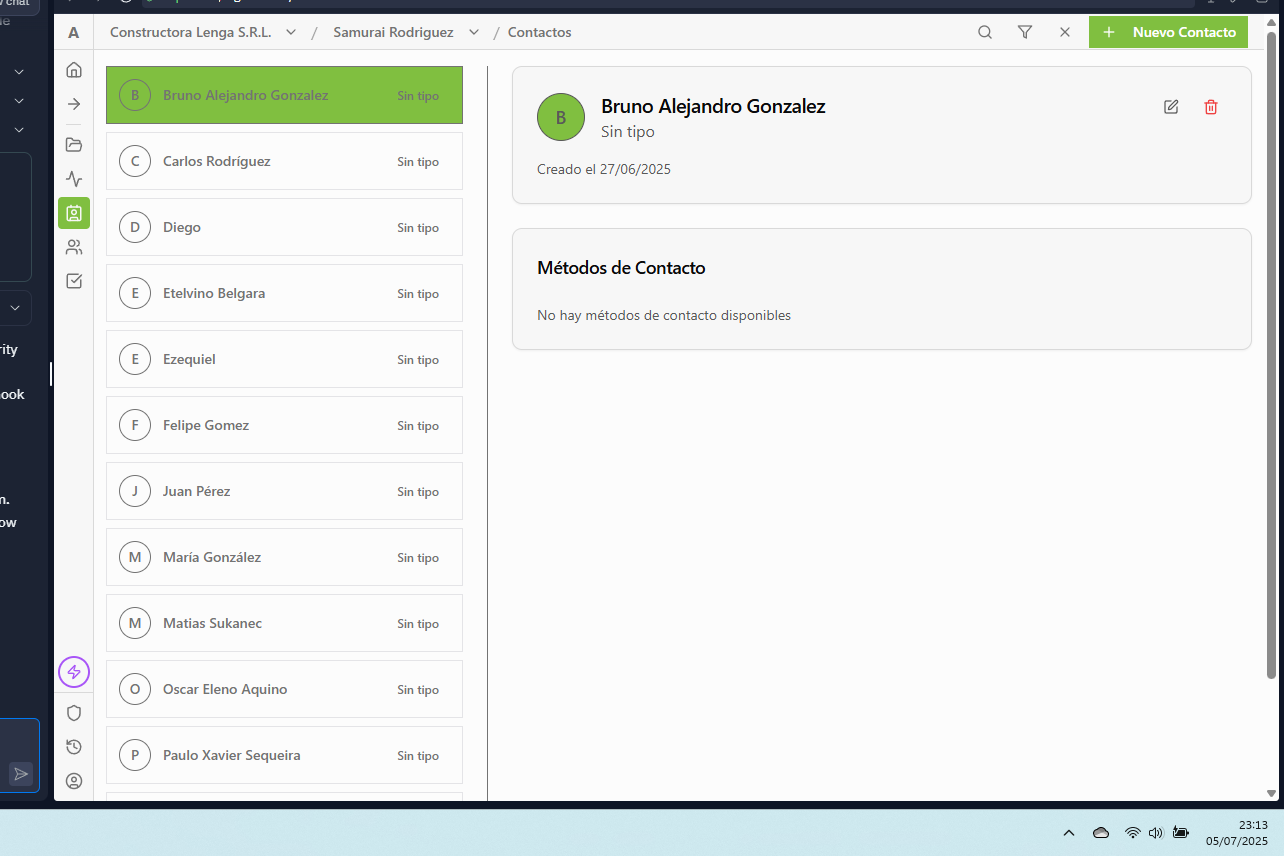 chat
A
Constructora Lenga S.R.L.
/
Samurai Rodriguez
/
Contactos
+ Nuevo Contacto
B
Bruno Alejandro Gonzalez
Sin tipo
C
Carlos Rodríguez
Sin tipo
D
Diego
Sin tipo
E
Etelvino Belgara
Sin tipo
E
Ezequiel
Sin tipo
F
Felipe Gomez
Sin tipo
J
Juan Pérez
Sin tipo
M
María González
Sin tipo
M
Matias Sukanec
Sin tipo
O
Oscar Eleno Aquino
Sin tipo
P
Paulo Xavier Sequeira
Sin tipo
B
Bruno Alejandro Gonzalez
Sin tipo
Creado el 27/06/2025
Métodos de Contacto
No hay métodos de contacto disponibles
23:13
05/07/2025